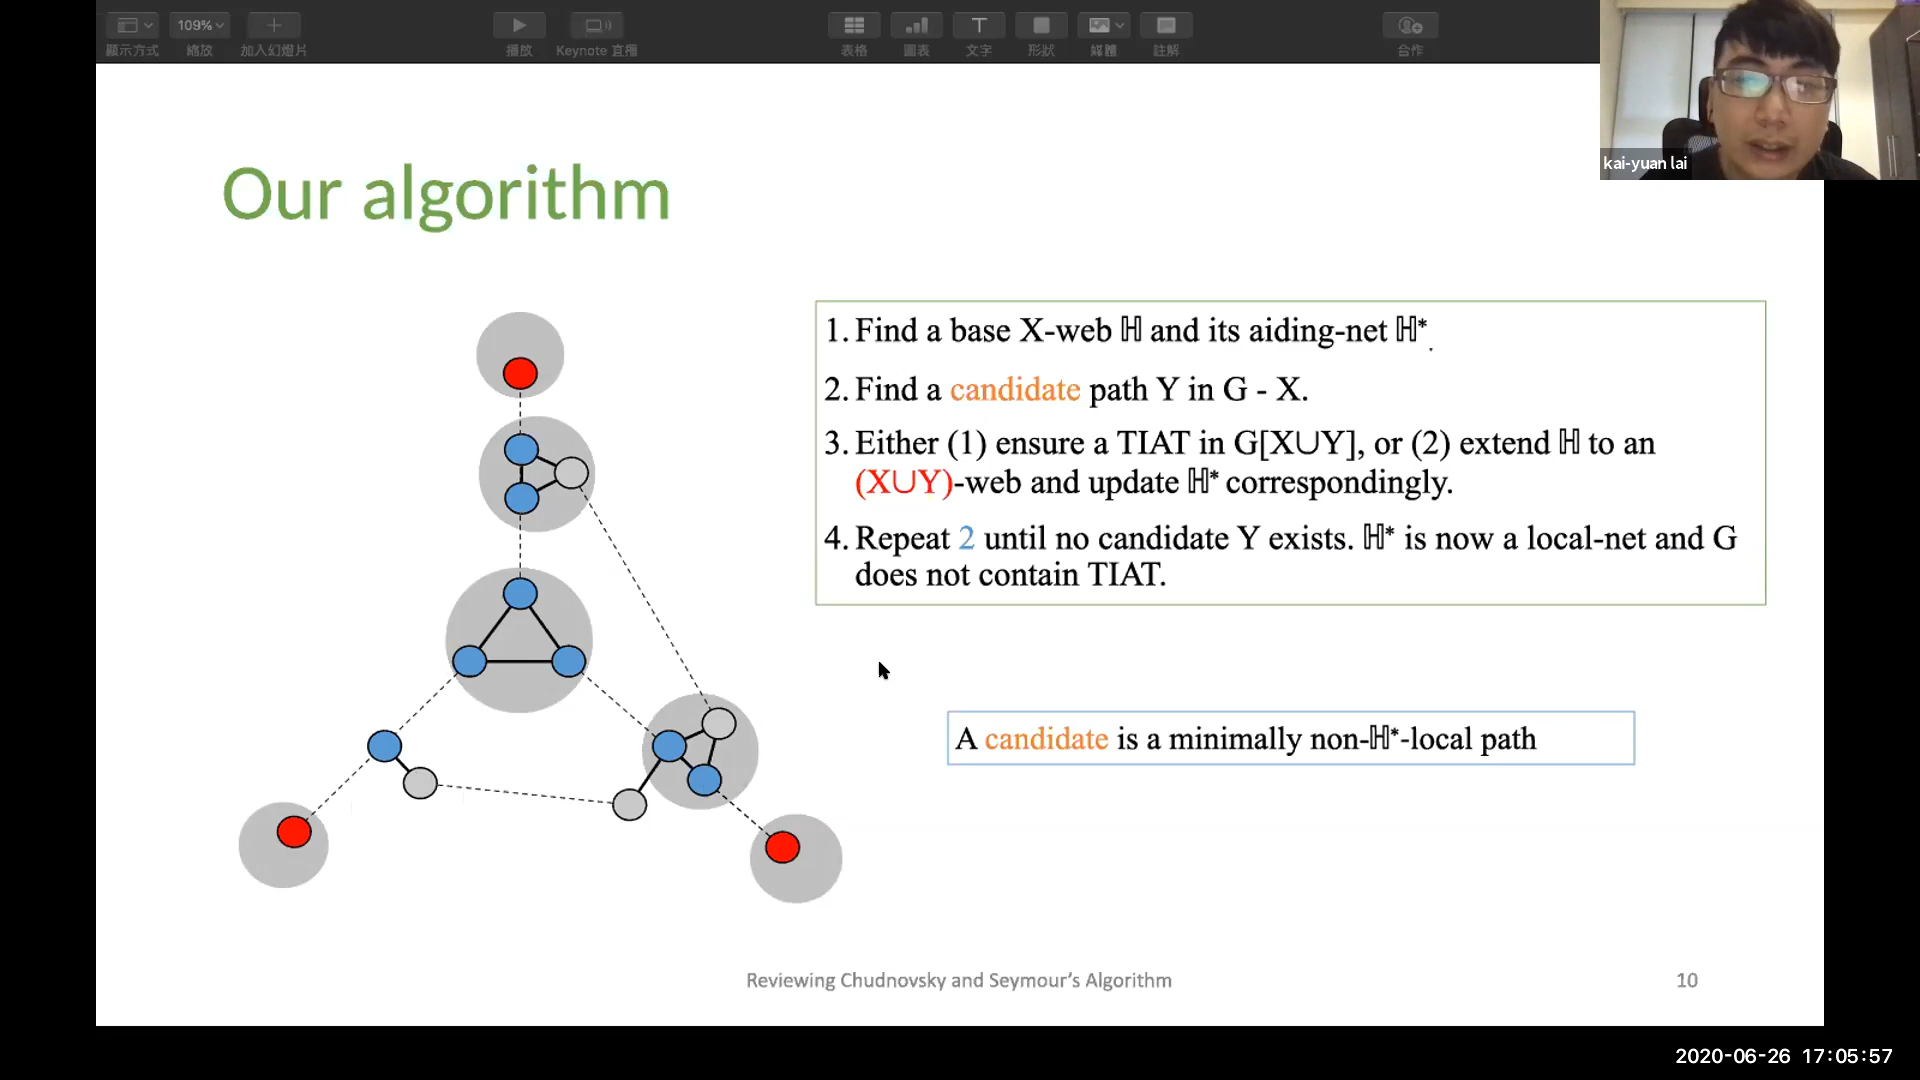 109%
顯示方式
縮放
加入幻燈片
播放
Keynote 直播
表格
圖表
T
文字
形狀
媒體
註解
合作
kai-yuan lai
Our algorithm
1. Find a base X-web ℍ and its aiding-net ℍ*.
2. Find a candidate path Y in G - X.
3. Either (1) ensure a TIAT in G[X∪Y], or (2) extend ℍ to an
(X∪Y)-web and update ℍ* correspondingly.
4. Repeat 2 until no candidate Y exists. ℍ* is now a local-net and G
does not contain TIAT.
A candidate is a minimally non-ℍ*-local path
Reviewing Chudnovsky and Seymour’s Algorithm
10
2020-06-26 17:05:57